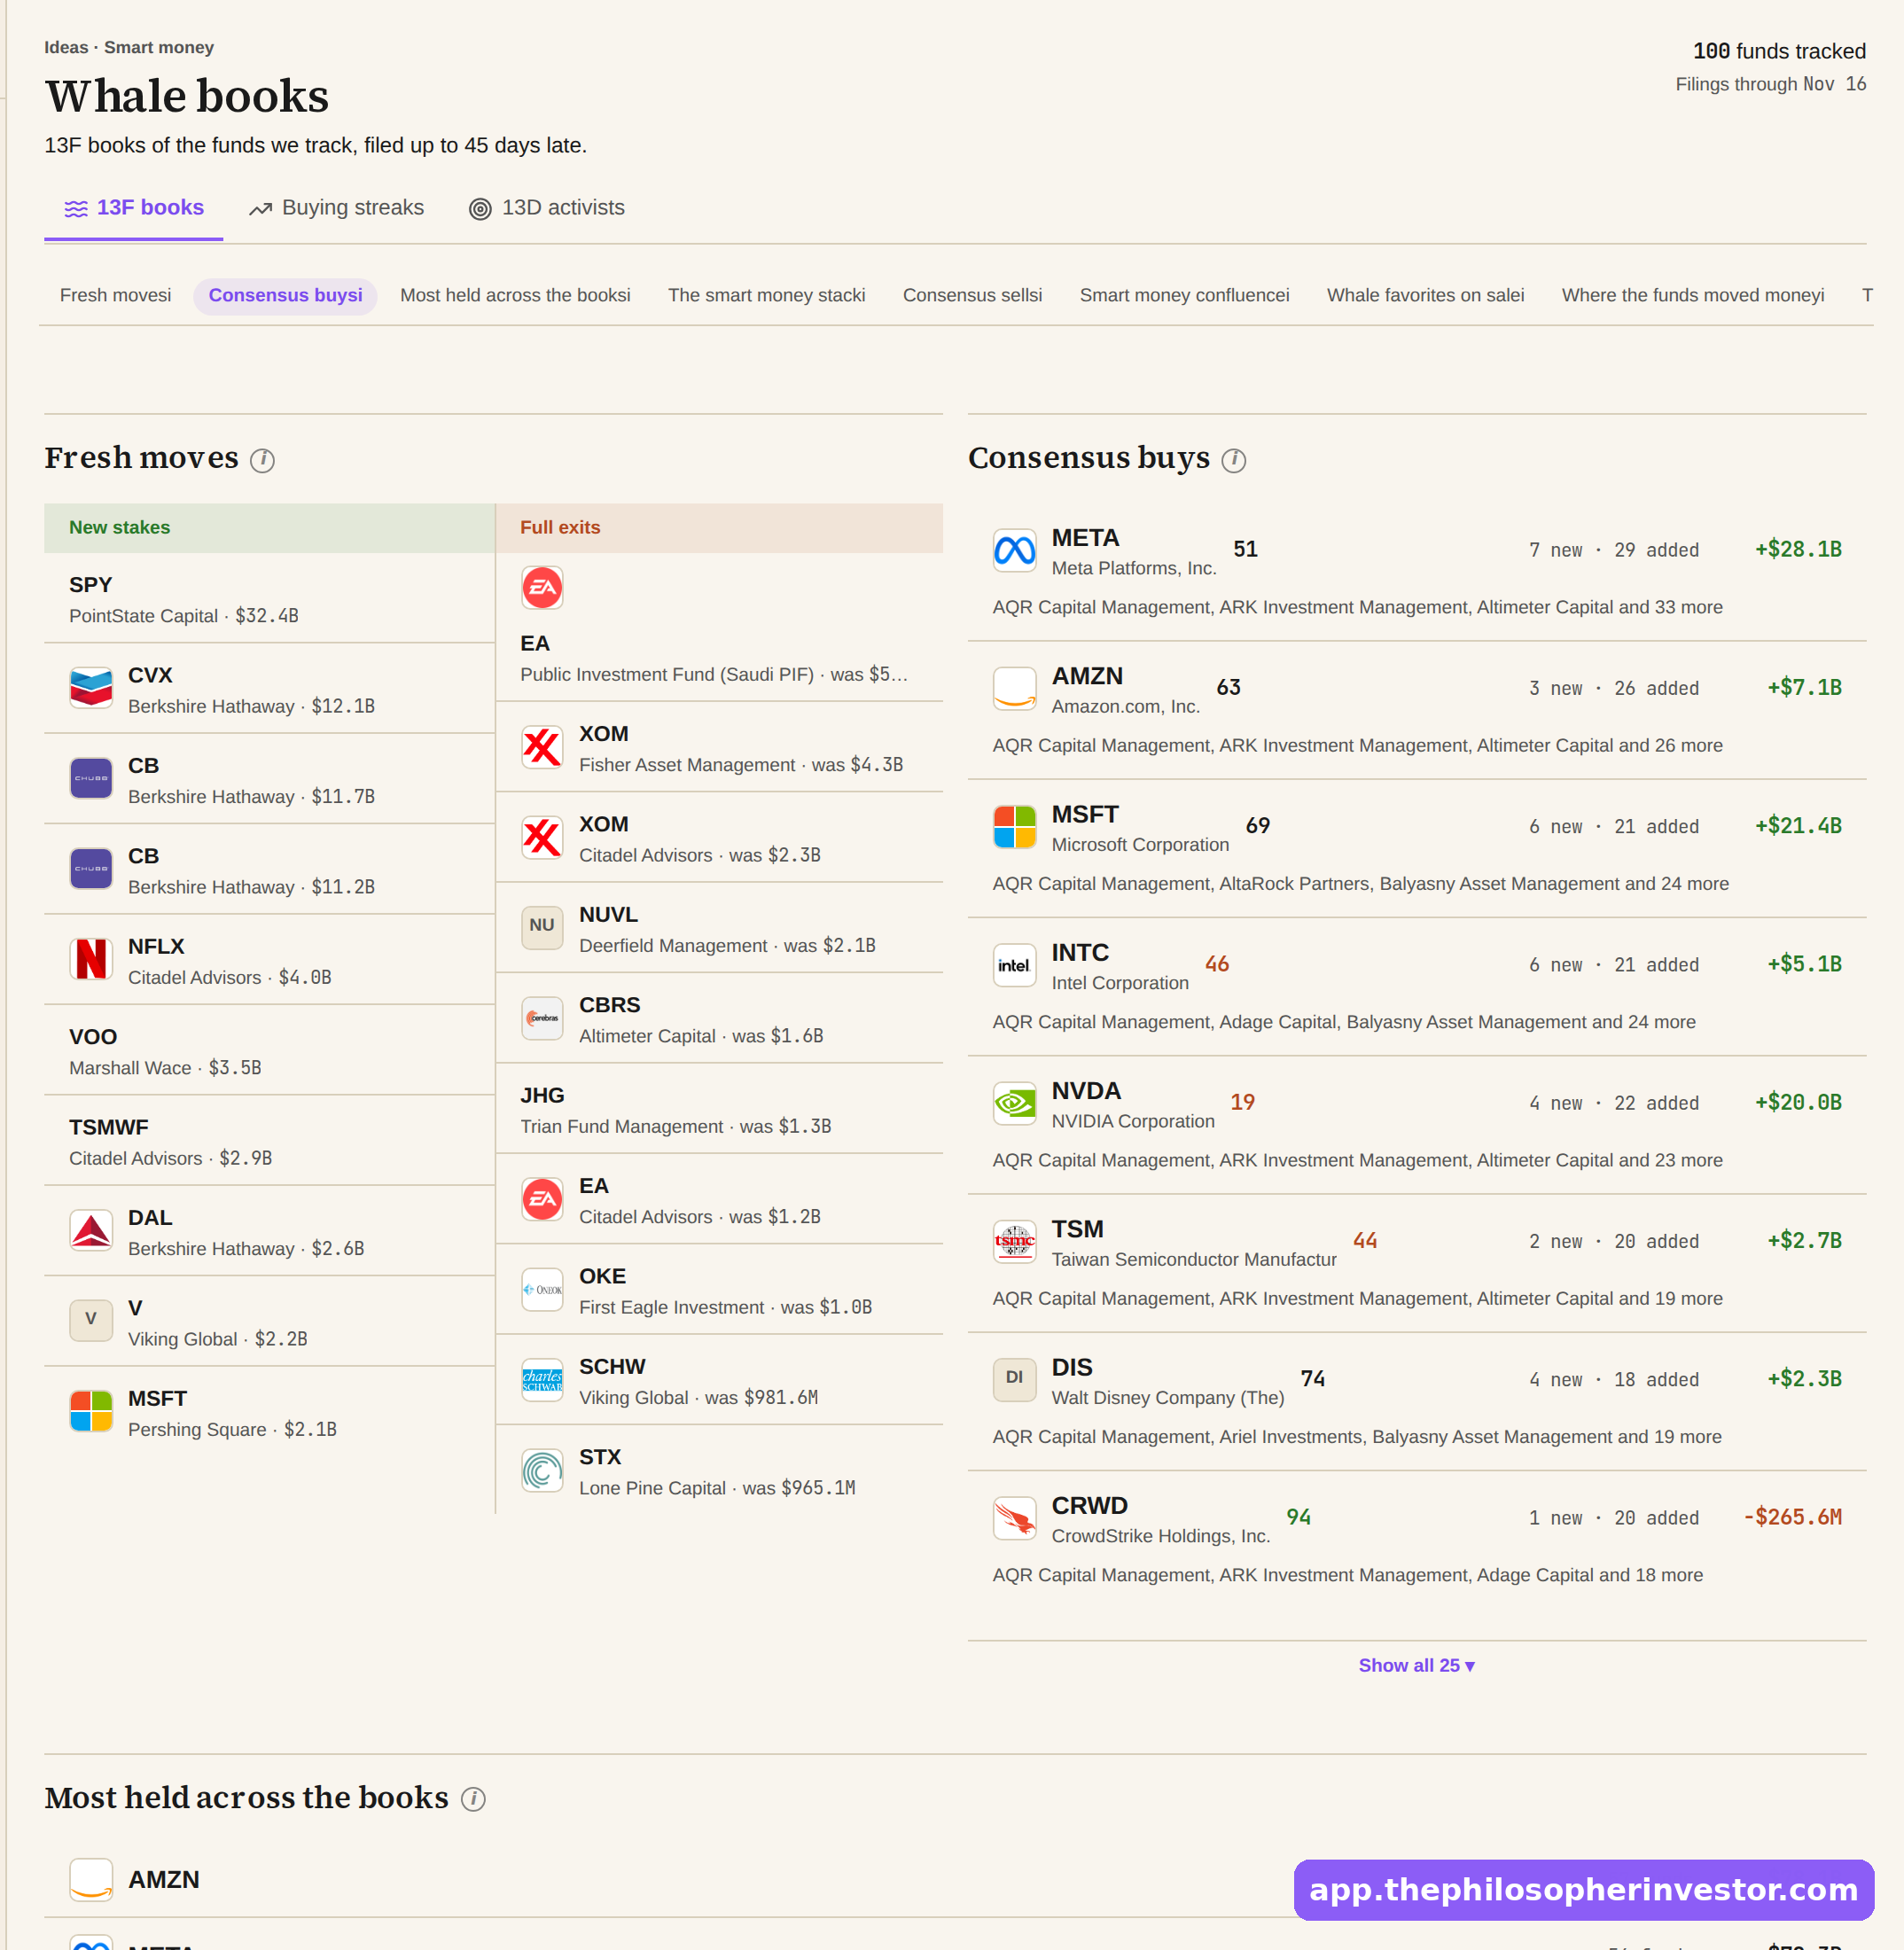 Ideas · Smart money
Whale books
13F books of the funds we track, filed up to 45 days late.
100 funds tracked
Filings through Nov 16
13F books
Buying streaks
13D activists
Fresh movesi
Consensus buysi
Most held across the booksi
The smart money stacki
Consensus sellsi
Smart money confluencei
Whale favorites on salei
Where the funds moved moneyi
T
Fresh moves i
New stakes
SPY
PointState Capital · $32.4B
CVX
Berkshire Hathaway · $12.1B
CHUBB
CB
Berkshire Hathaway · $11.7B
CHUBB
CB
Berkshire Hathaway · $11.2B
NFLX
Citadel Advisors · $4.0B
VOO
Marshall Wace · $3.5B
TSMWF
Citadel Advisors · $2.9B
DAL
Berkshire Hathaway · $2.6B
V
V
Viking Global · $2.2B
MSFT
Pershing Square · $2.1B
Full exits
EA
EA
Public Investment Fund (Saudi PIF) · was $5…
XOM
Fisher Asset Management · was $4.3B
XOM
Citadel Advisors · was $2.3B
NU
NUVL
Deerfield Management · was $2.1B
cerebras
CBRS
Altimeter Capital · was $1.6B
JHG
Trian Fund Management · was $1.3B
EA
EA
Citadel Advisors · was $1.2B
ONEOK
OKE
First Eagle Investment · was $1.0B
charles
SCHWAB
SCHW
Viking Global · was $981.6M
STX
Lone Pine Capital · was $965.1M
Consensus buys i
META
Meta Platforms, Inc.
51
7 new · 29 added
+$28.1B
AQR Capital Management, ARK Investment Management, Altimeter Capital and 33 more
AMZN
Amazon.com, Inc.
63
3 new · 26 added
+$7.1B
AQR Capital Management, ARK Investment Management, Altimeter Capital and 26 more
MSFT
Microsoft Corporation
69
6 new · 21 added
+$21.4B
AQR Capital Management, AltaRock Partners, Balyasny Asset Management and 24 more
intel
INTC
Intel Corporation
46
6 new · 21 added
+$5.1B
AQR Capital Management, Adage Capital, Balyasny Asset Management and 24 more
NVDA
NVIDIA Corporation
19
4 new · 22 added
+$20.0B
AQR Capital Management, ARK Investment Management, Altimeter Capital and 23 more
tsmc
TSM
Taiwan Semiconductor Manufactur
44
2 new · 20 added
+$2.7B
AQR Capital Management, ARK Investment Management, Altimeter Capital and 19 more
DI
DIS
Walt Disney Company (The)
74
4 new · 18 added
+$2.3B
AQR Capital Management, Ariel Investments, Balyasny Asset Management and 19 more
CRWD
CrowdStrike Holdings, Inc.
94
1 new · 20 added
-$265.6M
AQR Capital Management, ARK Investment Management, Adage Capital and 18 more
Show all 25 ▾
Most held across the books i
AMZN
app.thephilosopherinvestor.com
META